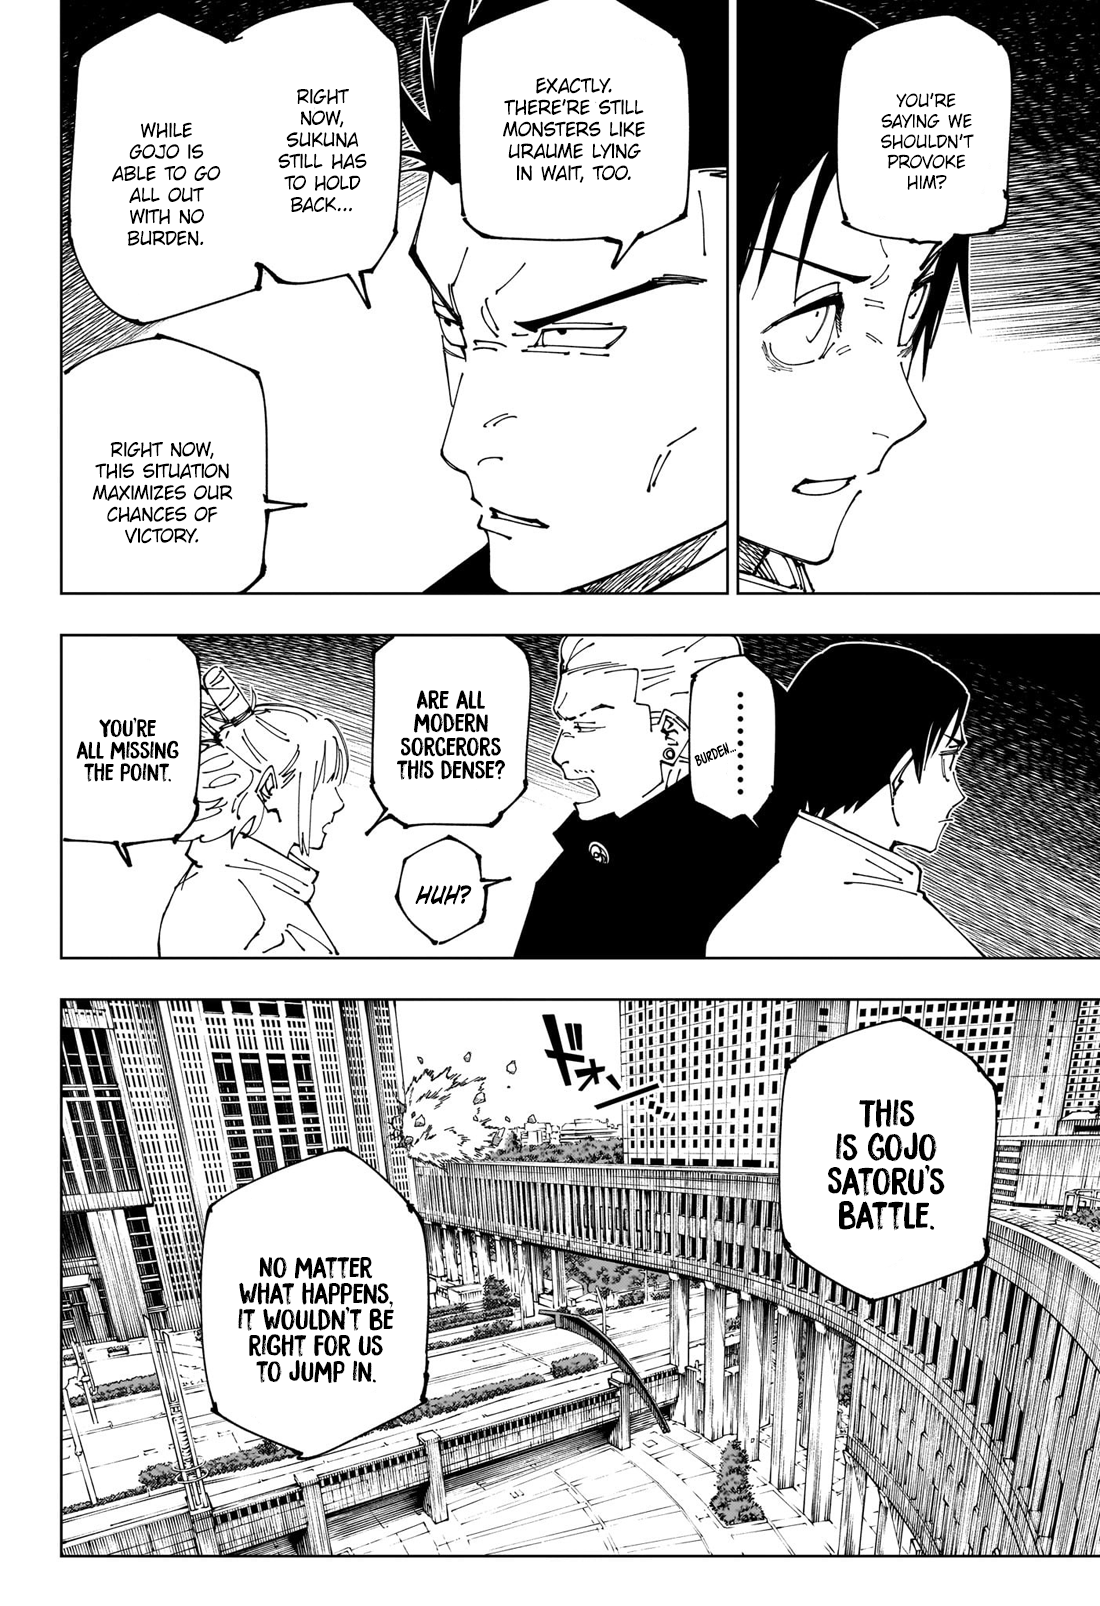 YOU'RE
SAYING WE
SHOULDN'T
PROVOKE
HIM?
EXACTLY.
THERE'RE STILL
MONSTERS LIKE
URAUME LYING
IN WAIT, TOO.
RIGHT
NOW,
SUKUNA
STILL HAS
TO HOLD
BACK...
WHILE
GOJO IS
ABLE TO GO
ALL OUT
WITH NO
BURDEN.
RIGHT NOW,
THIS SITUATION
MAXIMIZES OUR
CHANCES OF
VICTORY.
.........
BURDEN...
ARE ALL
MODERN
SORCERORS
THIS DENSE?
HUH?
YOU'RE
ALL MISSING
THE POINT.
THIS
IS GOJO
SATORU'S
BATTLE.
ドォン...
NO MATTER
WHAT HAPPENS,
IT WOULDN'T BE
RIGHT FOR US
TO JUMP IN.